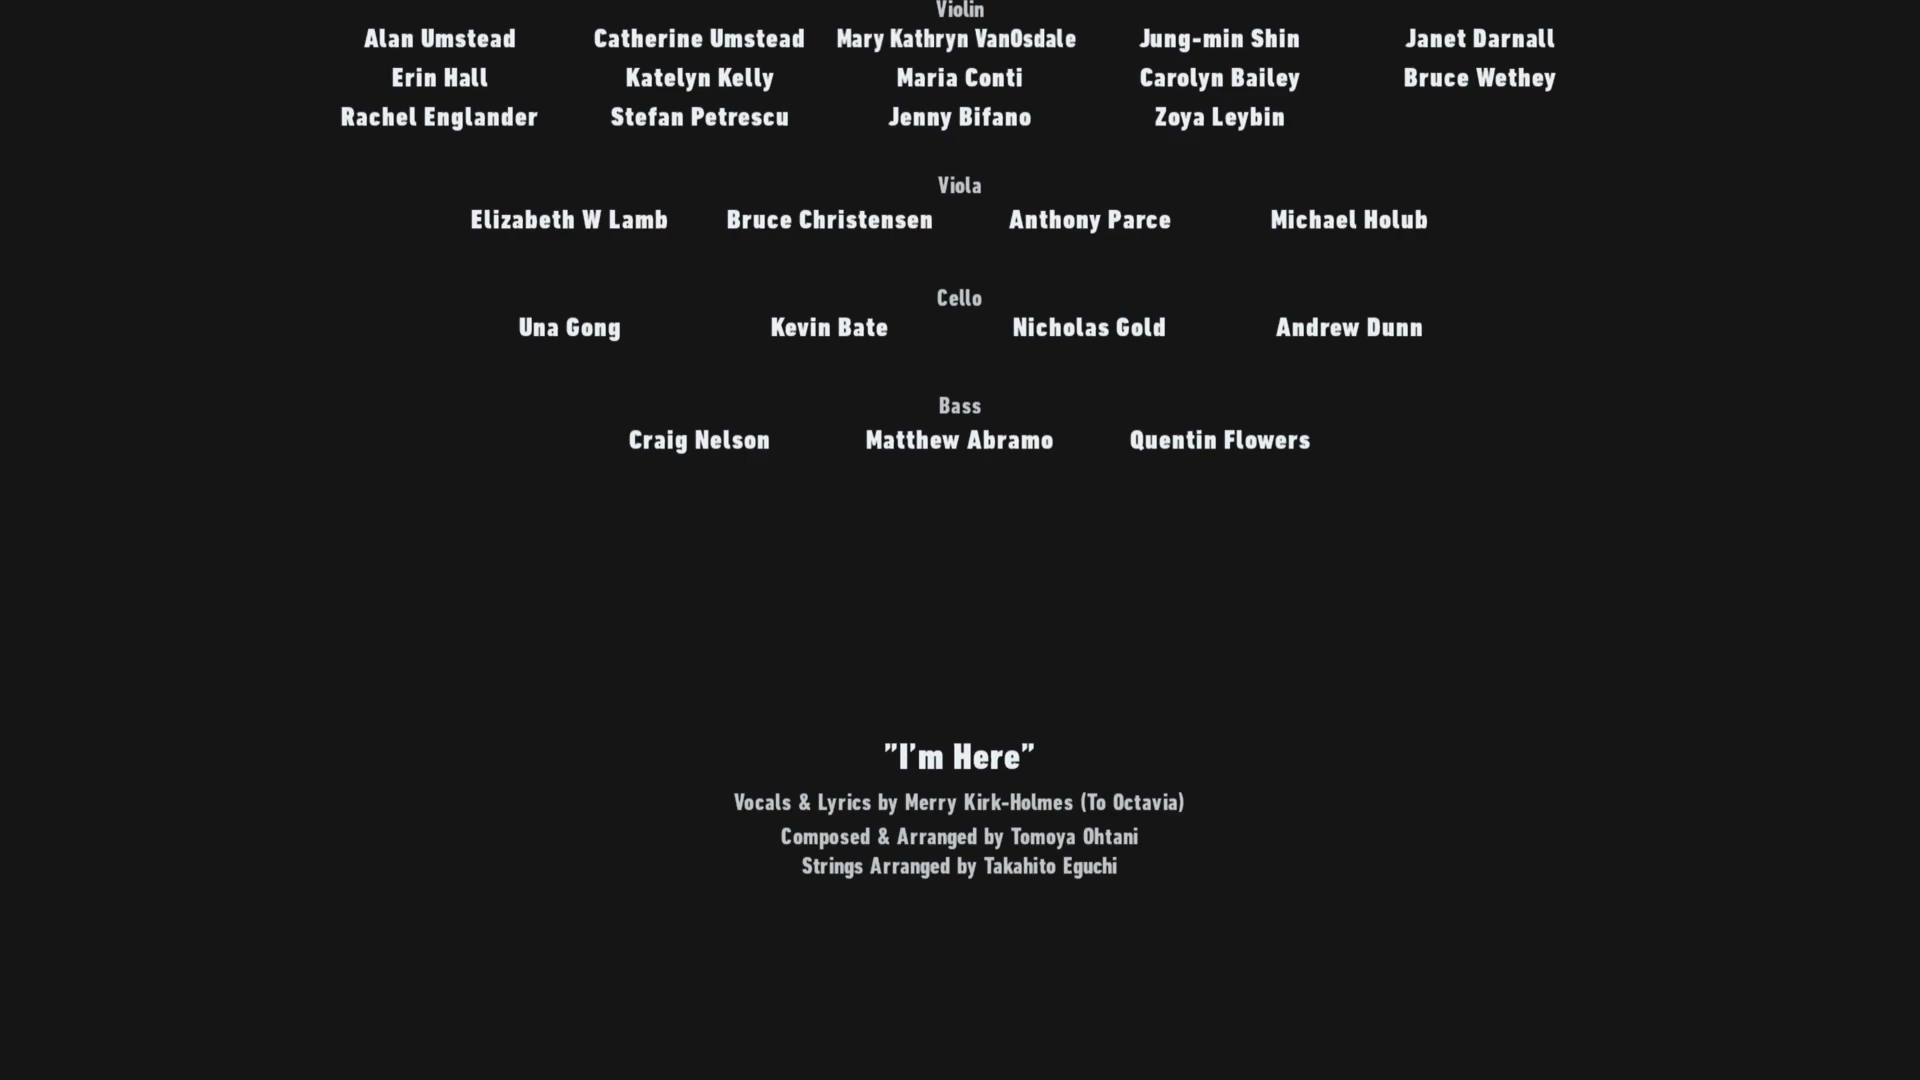 Violin
Alan Umstead Catherine Umstead Mary Kathryn VanOsdale Jung-min Shin Janet Darnall
Erin Hall Katelyn Kelly Maria Conti Carolyn Bailey Bruce Wethey
Rachel Englander Stefan Petrescu Jenny Bifano Zoya Leybin
Viola
Elizabeth W Lamb Bruce Christensen Anthony Parce Michael Holub
Cello
Una Gong Kevin Bate Nicholas Gold Andrew Dunn
Bass
Craig Nelson Matthew Abramo Quentin Flowers
”I’m Here”
Vocals & Lyrics by Merry Kirk-Holmes (To Octavia)
Composed & Arranged by Tomoya Ohtani
Strings Arranged by Takahito Eguchi